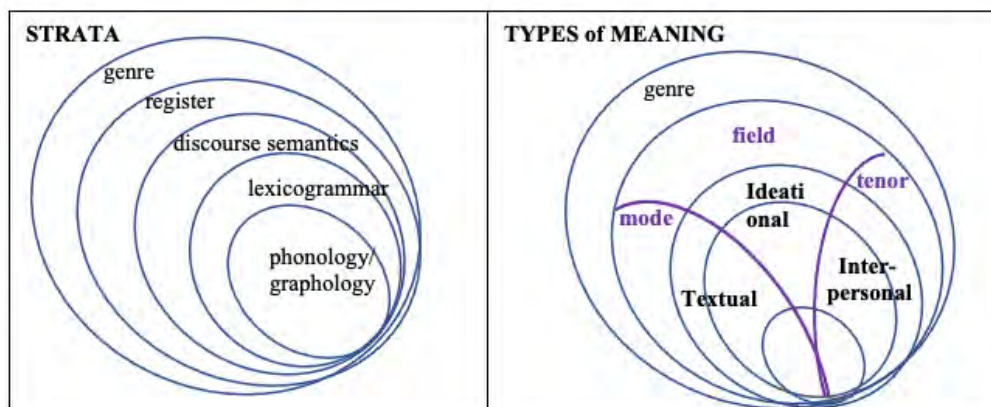 STRATA
genre
register
discourse semantics
lexicogrammar
phonology/
graphology
TYPES of MEANING
genre
field
tenor
mode
Ideati
onal
Textual
Inter-
personal